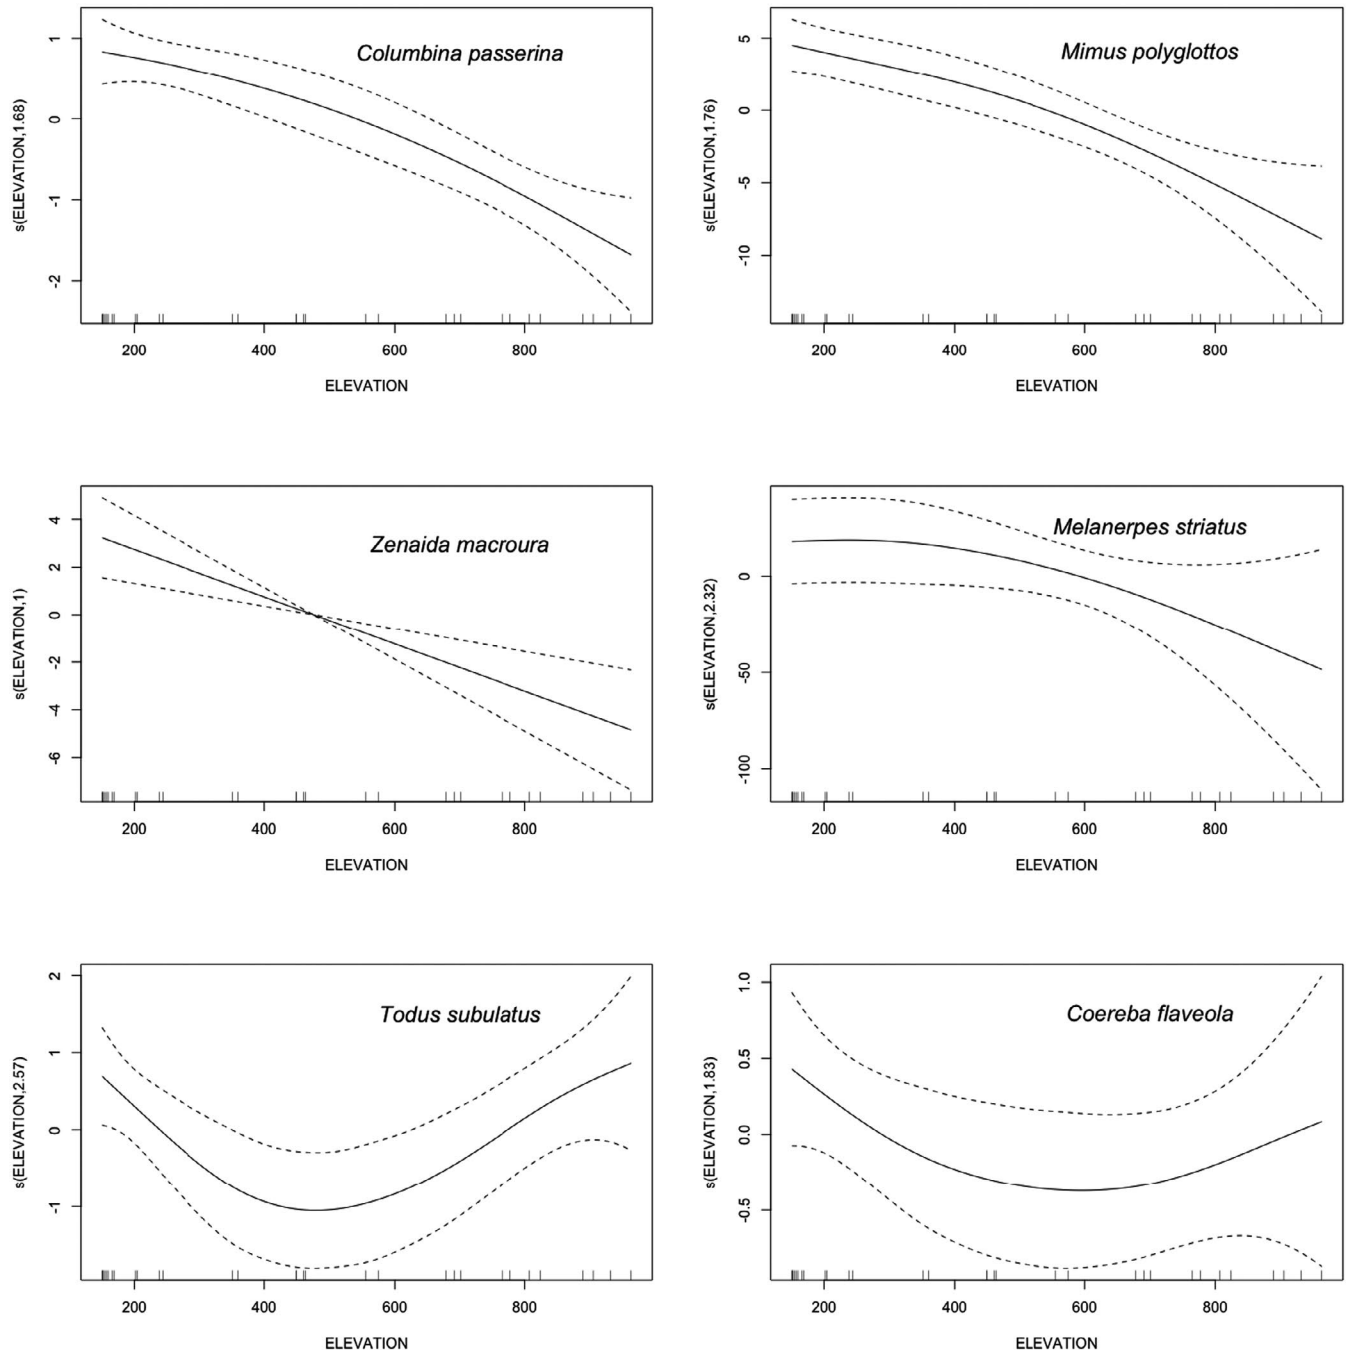 Columbina passerina
s(ELEVATION,1.68)
1
0
-1
-2
200 400 600 800
ELEVATION
Mimus polyglottos
s(ELEVATION,1.76)
5
0
-5
-10
200 400 600 800
ELEVATION
Zenaida macroura
s(ELEVATION,1)
4
2
0
-2
-4
-6
200 400 600 800
ELEVATION
Melanerpes striatus
s(ELEVATION,2.32)
0
-50
-100
200 400 600 800
ELEVATION
Todus subulatus
s(ELEVATION,2.57)
2
1
0
-1
200 400 600 800
ELEVATION
Coereba flaveola
s(ELEVATION,1.83)
1.0
0.5
0.0
-0.5
200 400 600 800
ELEVATION